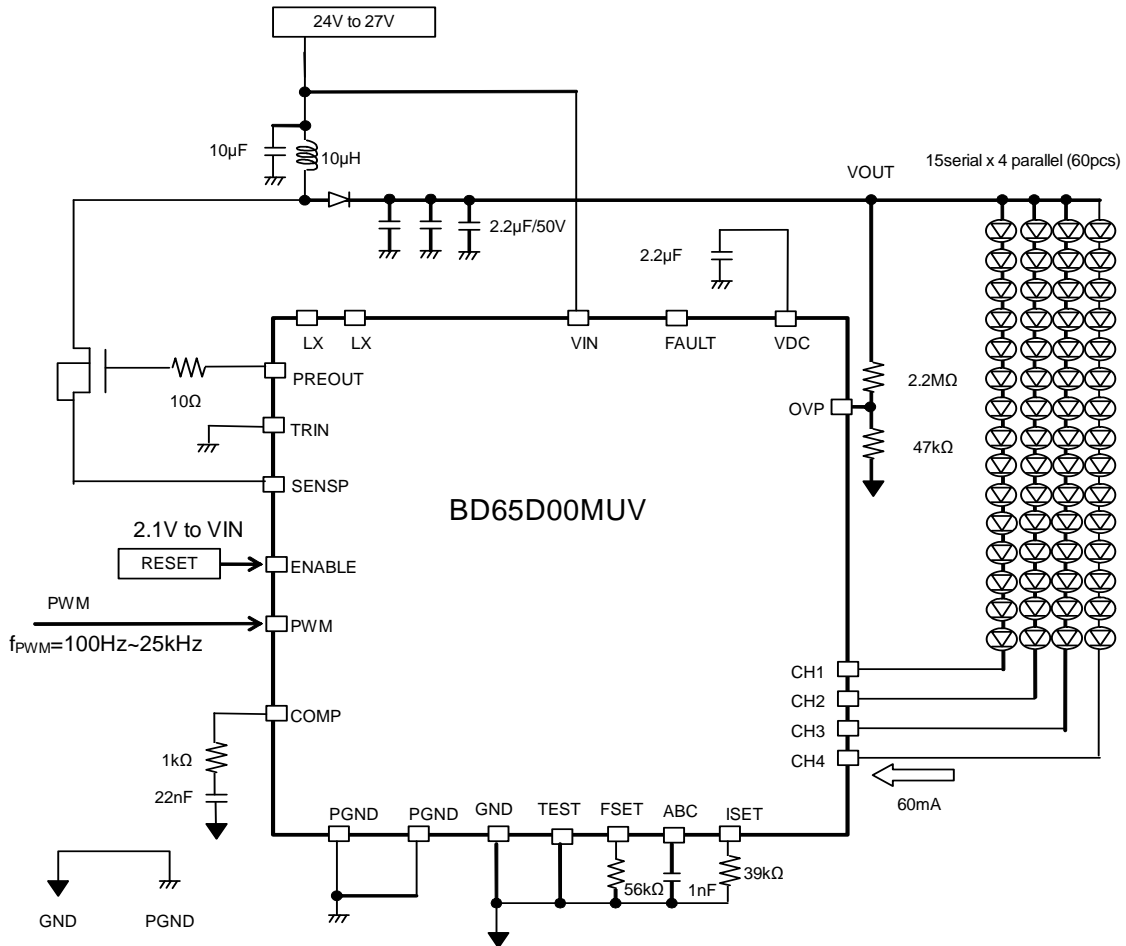 24V to 27V
10µF
10µH
VOUT
15serial x 4 parallel (60pcs)
2.2µF/50V
2.2µF
LX
LX
VIN
FAULT
VDC
PREOUT
10Ω
2.2MΩ
OVP
TRIN
47kΩ
SENSP
BD65D00MUV
2.1V to VIN
RESET
ENABLE
PWM
PWM
fPWM=100Hz~25kHz
CH1
CH2
COMP
CH3
1kΩ
CH4
22nF
60mA
PGND
PGND
GND
TEST
FSET
ABC
ISET
56kΩ
1nF
39kΩ
GND
PGND